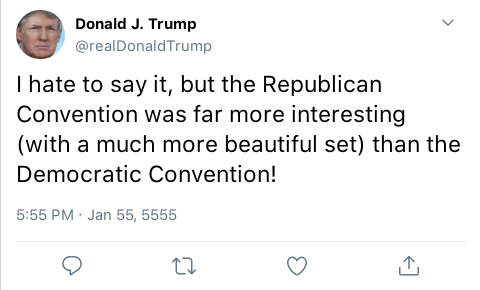 Donald J. Trump
@realDonaldTrump
I hate to say it, but the Republican
Convention was far more interesting
(with a much more beautiful set) than the
Democratic Convention!
5:55 PM · Jan 55, 5555